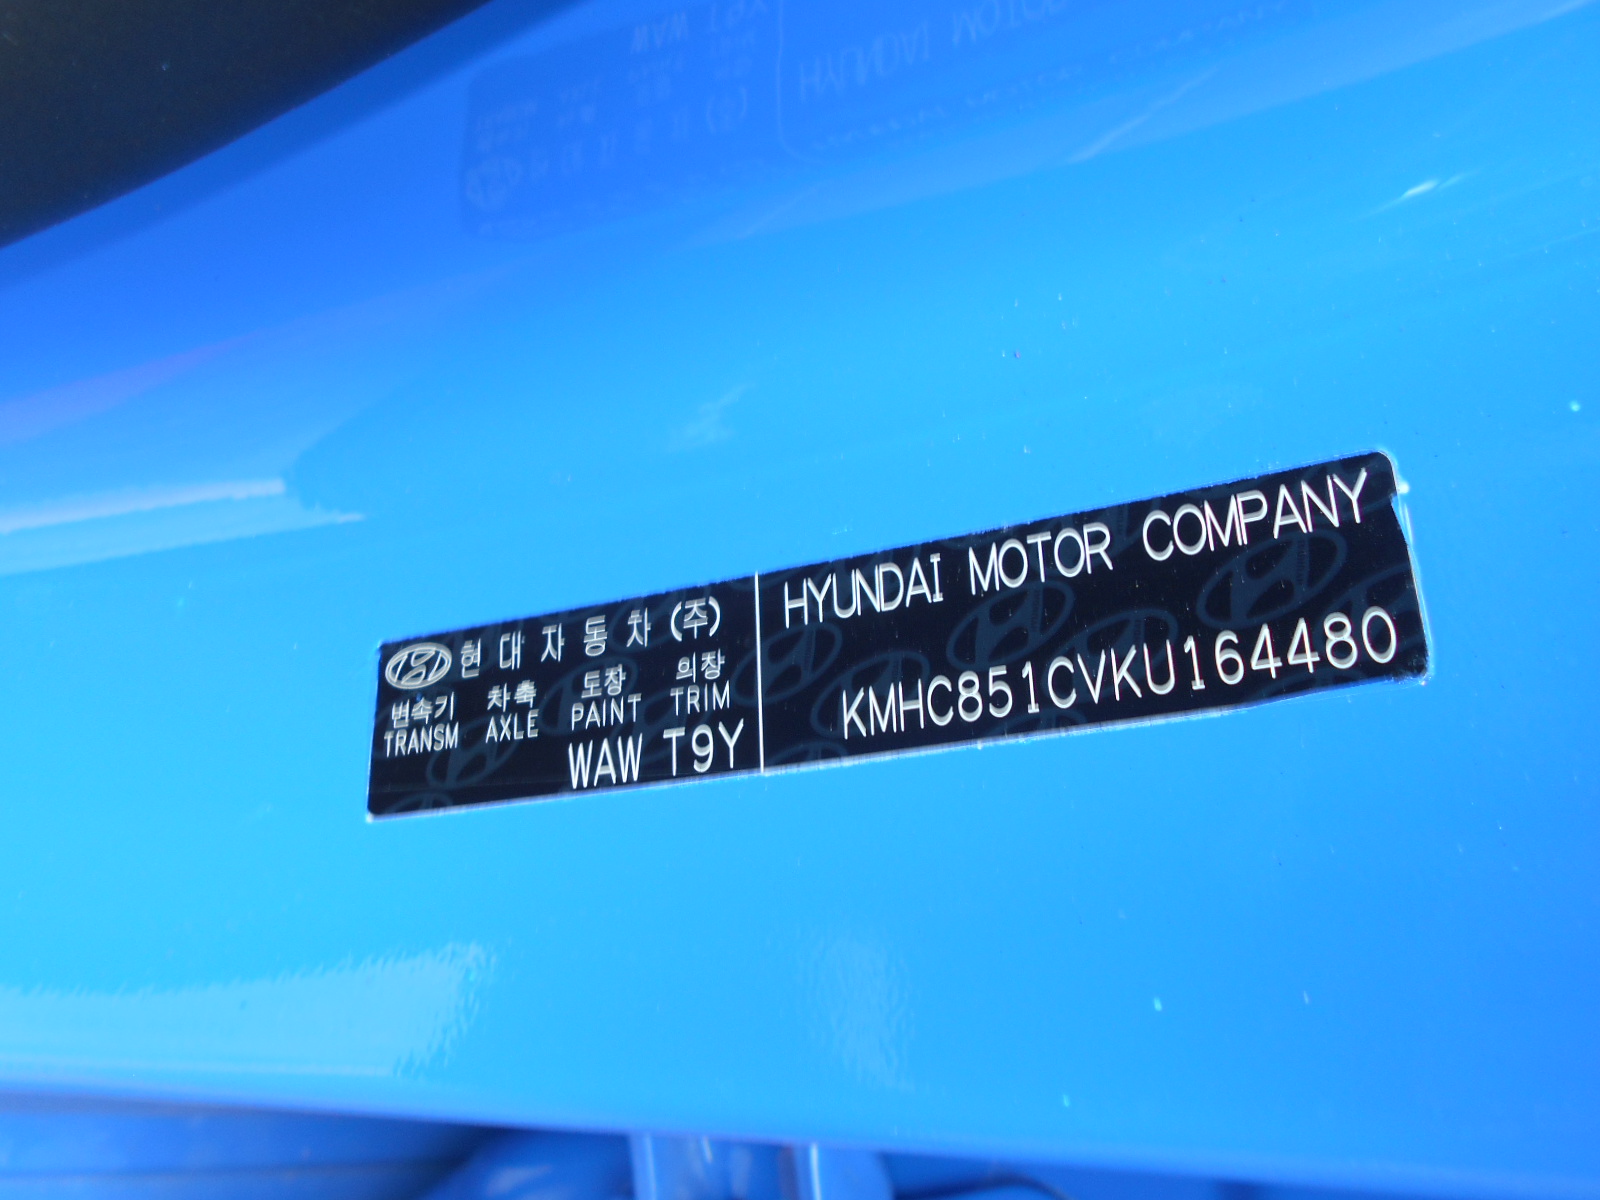 현대자동차(주)
변속기 차축 도장 의장
TRANSM AXLE PAINT TRIM
WAW T9Y
HYUNDAI MOTOR COMPANY
KMHC851CVKU164480